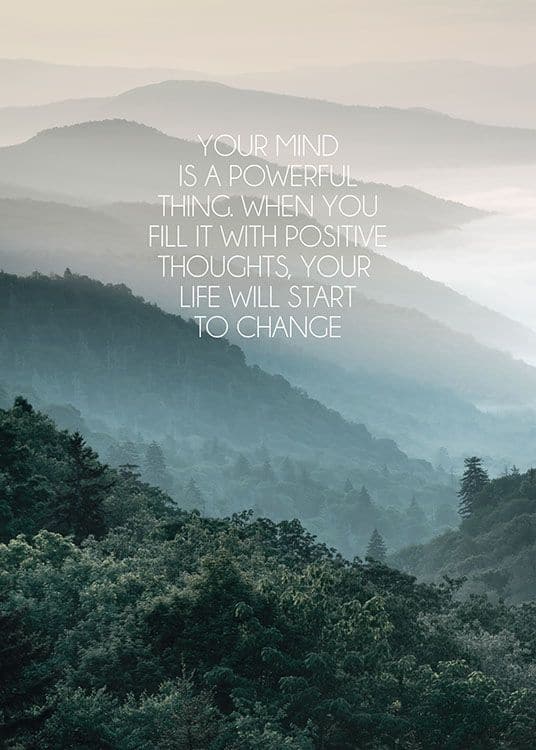 YOUR MIND
IS A POWERFUL
THING. WHEN YOU
FILL IT WITH POSITIVE
THOUGHTS, YOUR
LIFE WILL START
TO CHANGE